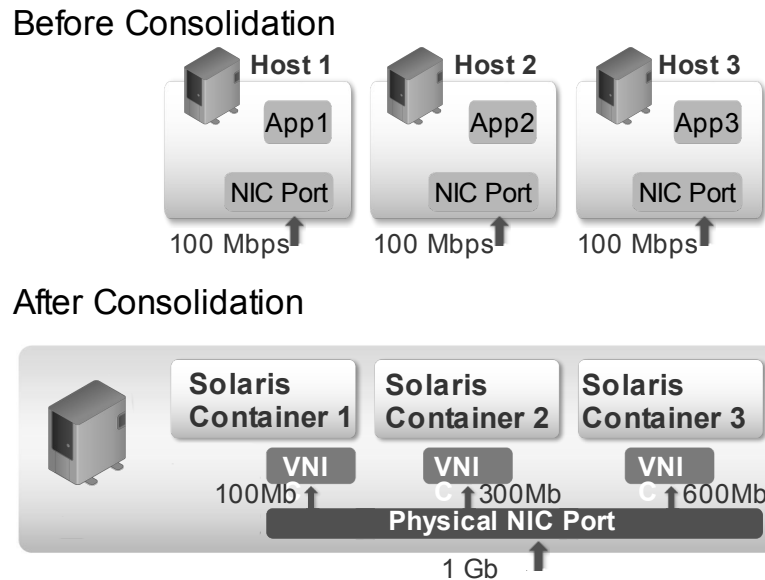 Before Consolidation
Host 1 Host 2 Host 3
App1 App2 App3
NIC Port NIC Port NIC Port
100 Mbps 100 Mbps 100 Mbps
After Consolidation
Solaris Container 1
Solaris Container 2
Solaris Container 3
VNI VNI VNI
C C C
100Mb 300Mb 600Mb
Physical NIC Port
1 Gb